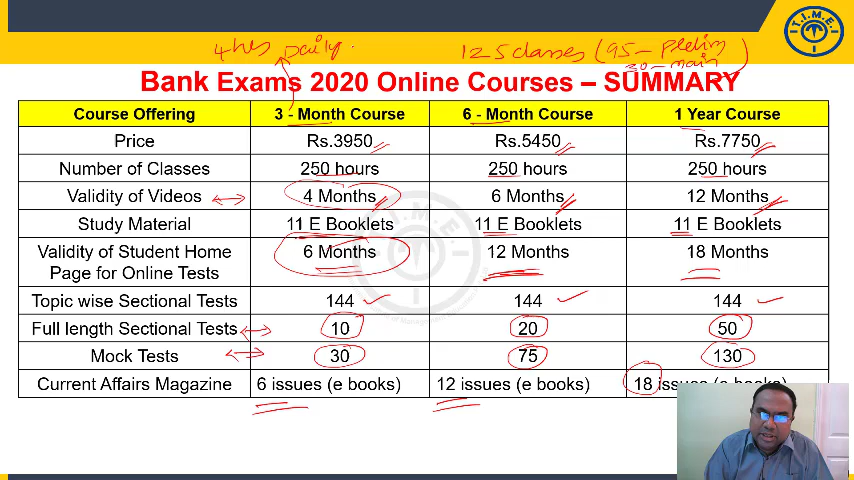 T.I.M.E.
4hrs daily.
125 classes (95 - prelim
30 - main)
Bank Exams 2020 Online Courses – SUMMARY
Course Offering 3 - Month Course 6 - Month Course 1 Year Course
Price Rs.3950 Rs.5450 Rs.7750
Number of Classes 250 hours 250 hours 250 hours
Validity of Videos 4 Months 6 Months 12 Months
Study Material 11 E Booklets 11 E Booklets 11 E Booklets
Validity of Student Home Page for Online Tests 6 Months 12 Months 18 Months
Topic wise Sectional Tests 144 144 144
Full length Sectional Tests 10 20 50
Mock Tests 30 75 130
Current Affairs Magazine 6 issues (e books) 12 issues (e books) 18 issues (e books)